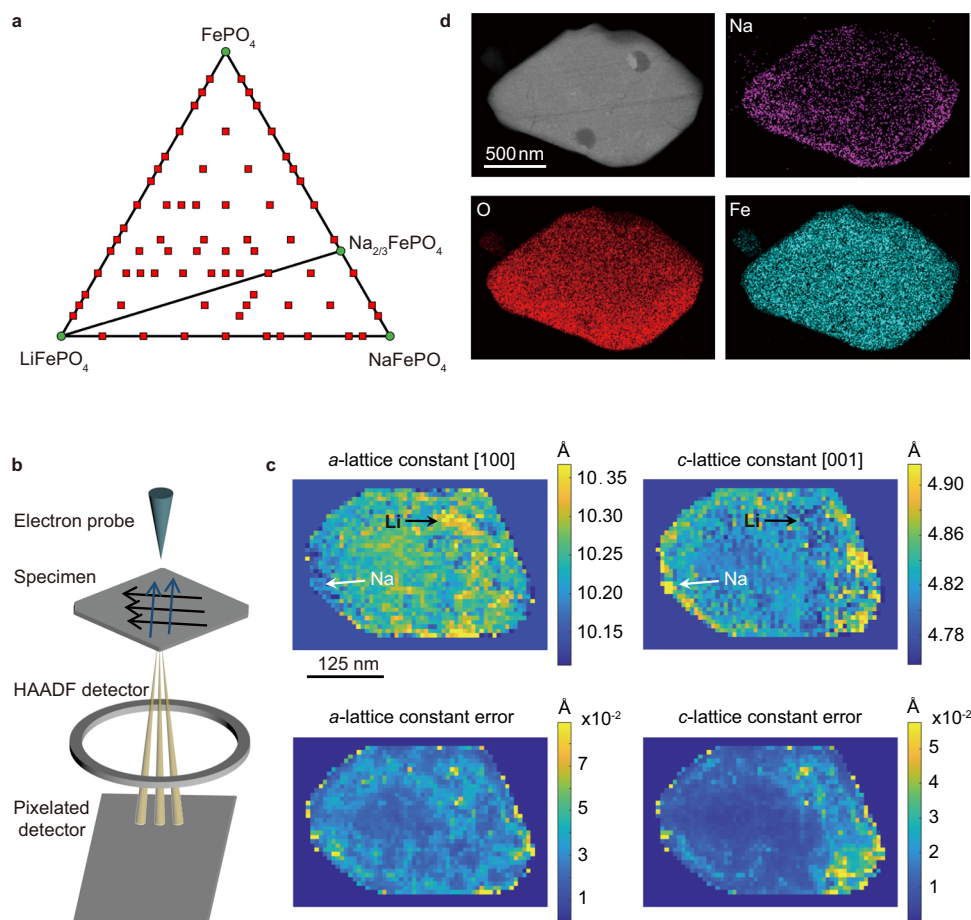 a
FePO4
Na2/3FePO4
LiFePO4
NaFePO4
d
500 nm
Na
O
Fe
b
Electron probe
Specimen
HAADF detector
Pixelated detector
c
a-lattice constant [100]
Å
10.35
10.30
10.25
10.20
10.15
Li
Na
125 nm
c-lattice constant [001]
Å
4.90
4.86
4.82
4.78
Li
Na
a-lattice constant error
Å
x10-2
7
5
3
1
c-lattice constant error
Å
x10-2
5
4
3
2
1